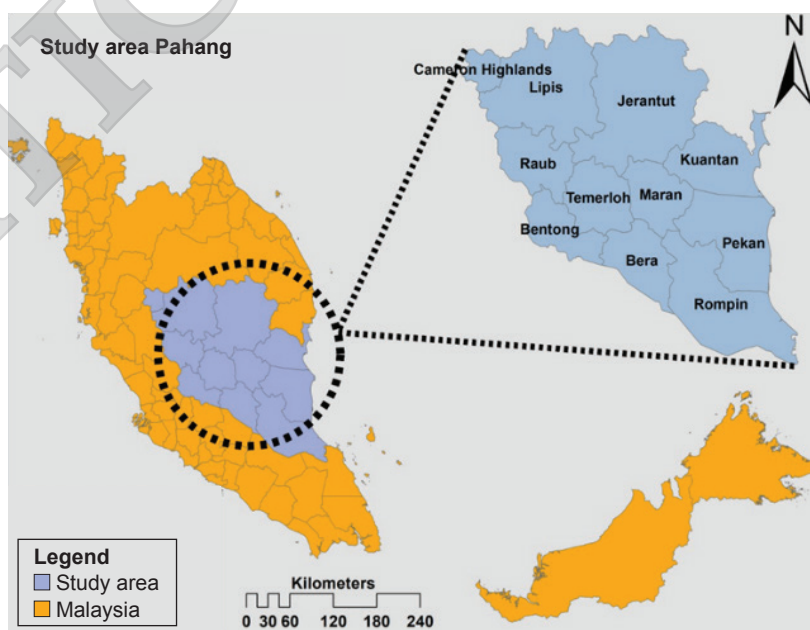 Study area Pahang
N
Cameron Highlands
Lipis
Jerantut
Raub
Kuantan
Temerloh
Maran
Bentong
Pekan
Bera
Rompin
Legend
Study area
Malaysia
Kilometers
0 30 60 120 180 240